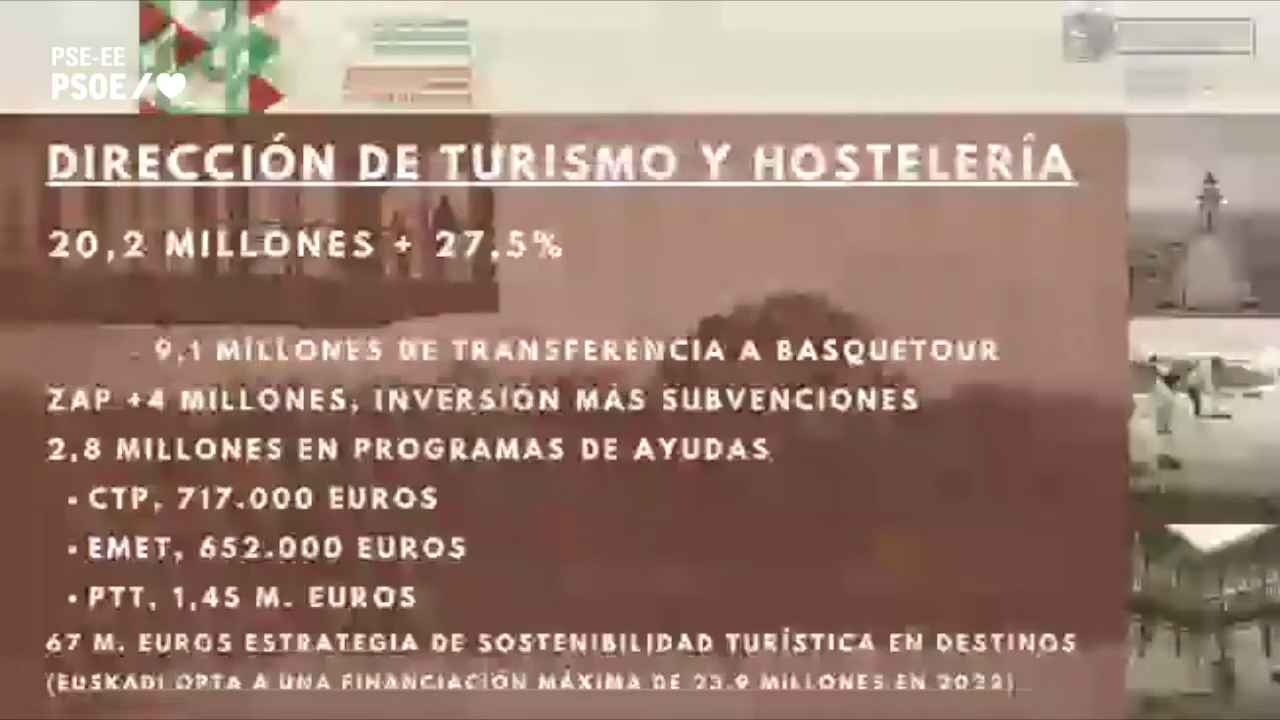 PSE-EE
PSOE/
DIRECCIÓN DE TURISMO Y HOSTELERÍA
20,2 MILLONES + 27,5%
- 9,1 MILLONES DE TRANSFERENCIA A BASQUETOUR
ZAP +4 MILLONES, INVERSIÓN MÁS SUBVENCIONES
2,8 MILLONES EN PROGRAMAS DE AYUDAS
• CTP, 717.000 EUROS
• EMET, 652.000 EUROS
• PTT, 1,45 M. EUROS
67 M. EUROS ESTRATEGIA DE SOSTENIBILIDAD TURÍSTICA EN DESTINOS
(EUSKADI OPTA A UNA FINANCIACIÓN MÁXIMA DE 23,9 MILLONES EN